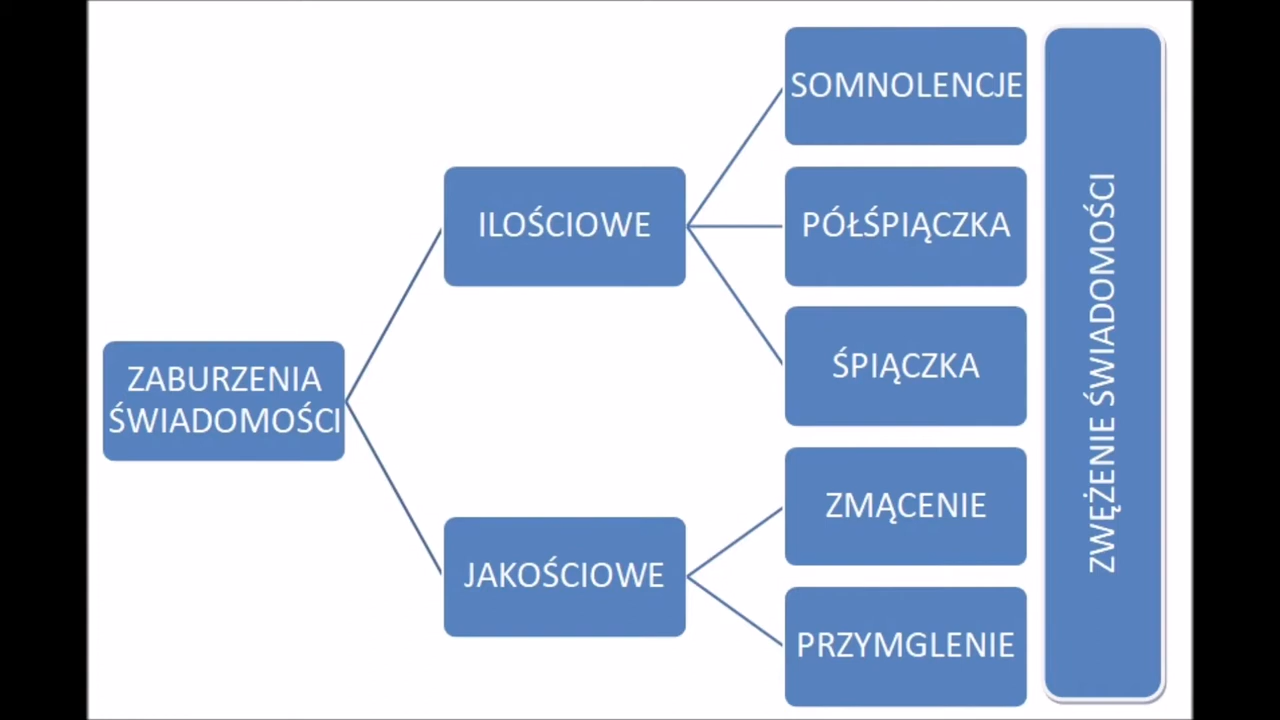 ZABURZENIA
ŚWIADOMOŚCI
ILOŚCIOWE
SOMNOLENCJE
PÓŁŚPIĄCZKA
ŚPIĄCZKA
JAKOŚCIOWE
ZMĄCENIE
PRZYMGLENIE
ZWĘŻENIE ŚWIADOMOŚCI